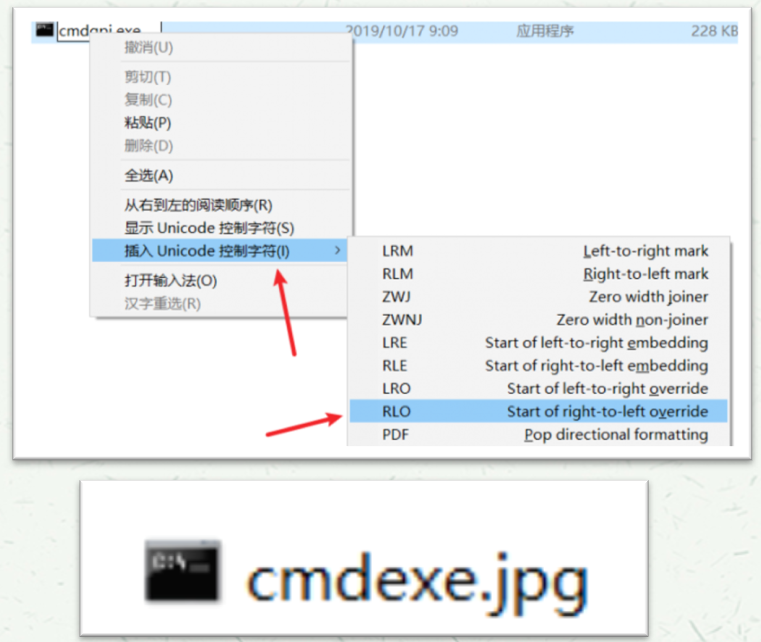 2019/10/17 9:09 应用程序 228 KB
撤消(U)
剪切(T)
复制(C)
粘贴(P)
删除(D)
全选(A)
从右到左的阅读顺序(R)
显示 Unicode 控制字符(S)
插入 Unicode 控制字符(I)
打开输入法(O)
汉字重选(R)
LRM Left-to-right mark
RLM Right-to-left mark
ZWJ Zero width joiner
ZWNJ Zero width non-joiner
LRE Start of left-to-right embedding
RLE Start of right-to-left embedding
LRO Start of left-to-right override
RLO Start of right-to-left override
PDF Pop directional formatting
C:\
cmdexe.jpg